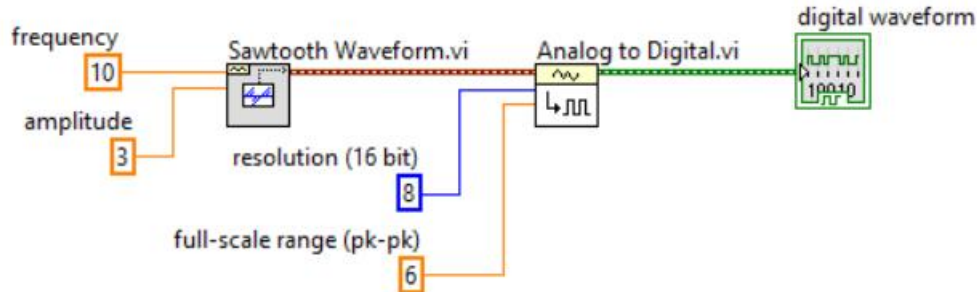 digital waveform
frequency
Sawtooth Waveform.vi
Analog to Digital.vi
10
10010
amplitude
3
resolution (16 bit)
8
full-scale range (pk-pk)
6